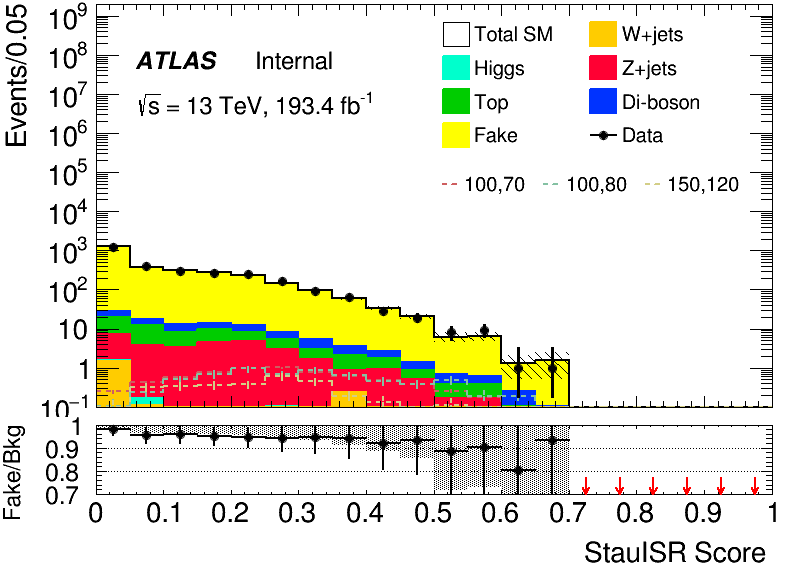 Events/0.05
10⁹
10⁸
10⁷
10⁶
10⁵
10⁴
10³
10²
10
1
10⁻¹
ATLAS Internal
√s = 13 TeV, 193.4 fb⁻¹
Total SM W+jets
Higgs Z+jets
Top Di-boson
Fake Data
100,70 100,80 150,120
Fake/Bkg
1
0.9
0.8
0.7
0 0.1 0.2 0.3 0.4 0.5 0.6 0.7 0.8 0.9 1
StauISR Score